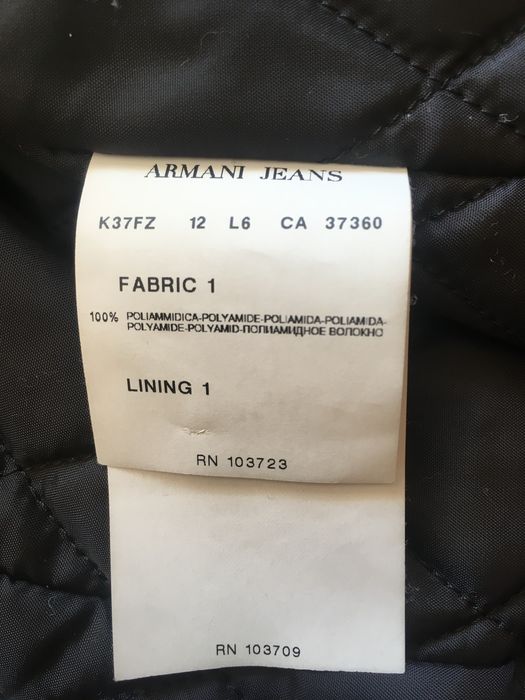 ARMANI JEANS
K37FZ 12 L6 CA 37360
FABRIC 1
100% POLIAMMIDICA-POLYAMIDE-POLIAMIDA-POLIAMIDA-
POLYAMIDE-POLYAMID-ПОЛИАМИДНОЕ ВОЛОКНО
LINING 1
RN 103723
RN 103709